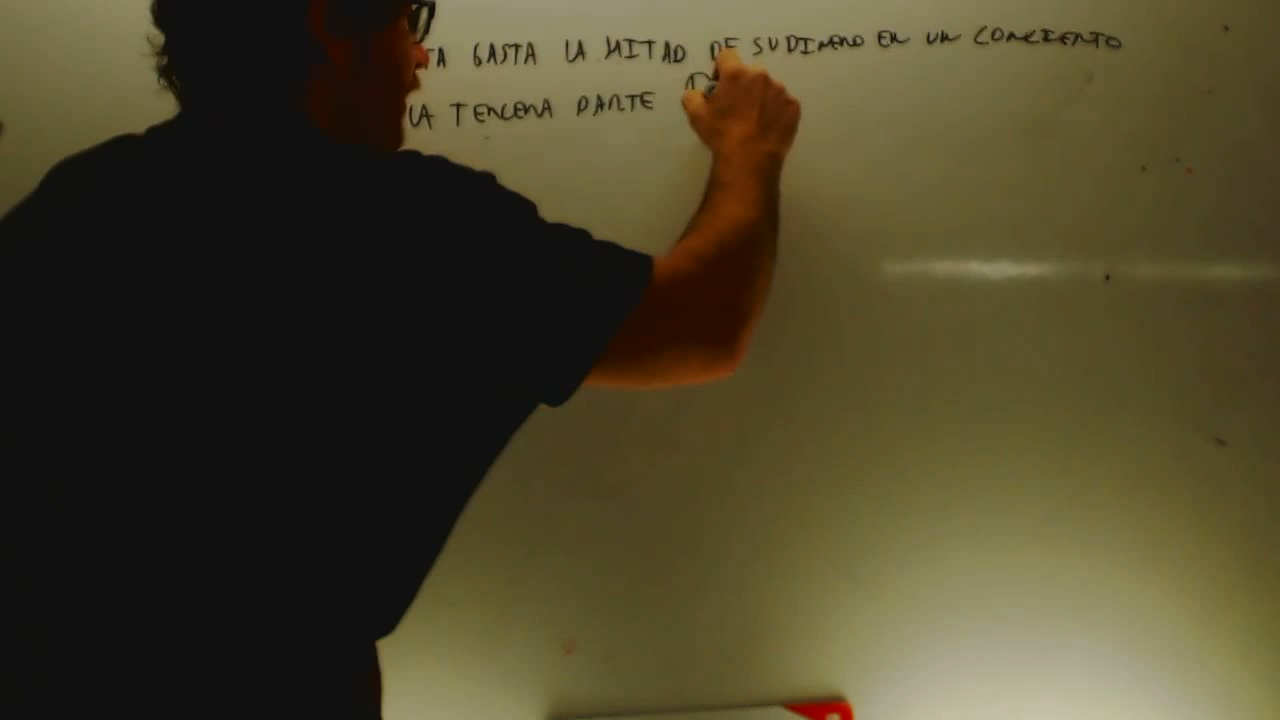 TA GASTA LA MITAD DE SU DINERO EN UN CONCIERTO
LA TERCERA PARTE